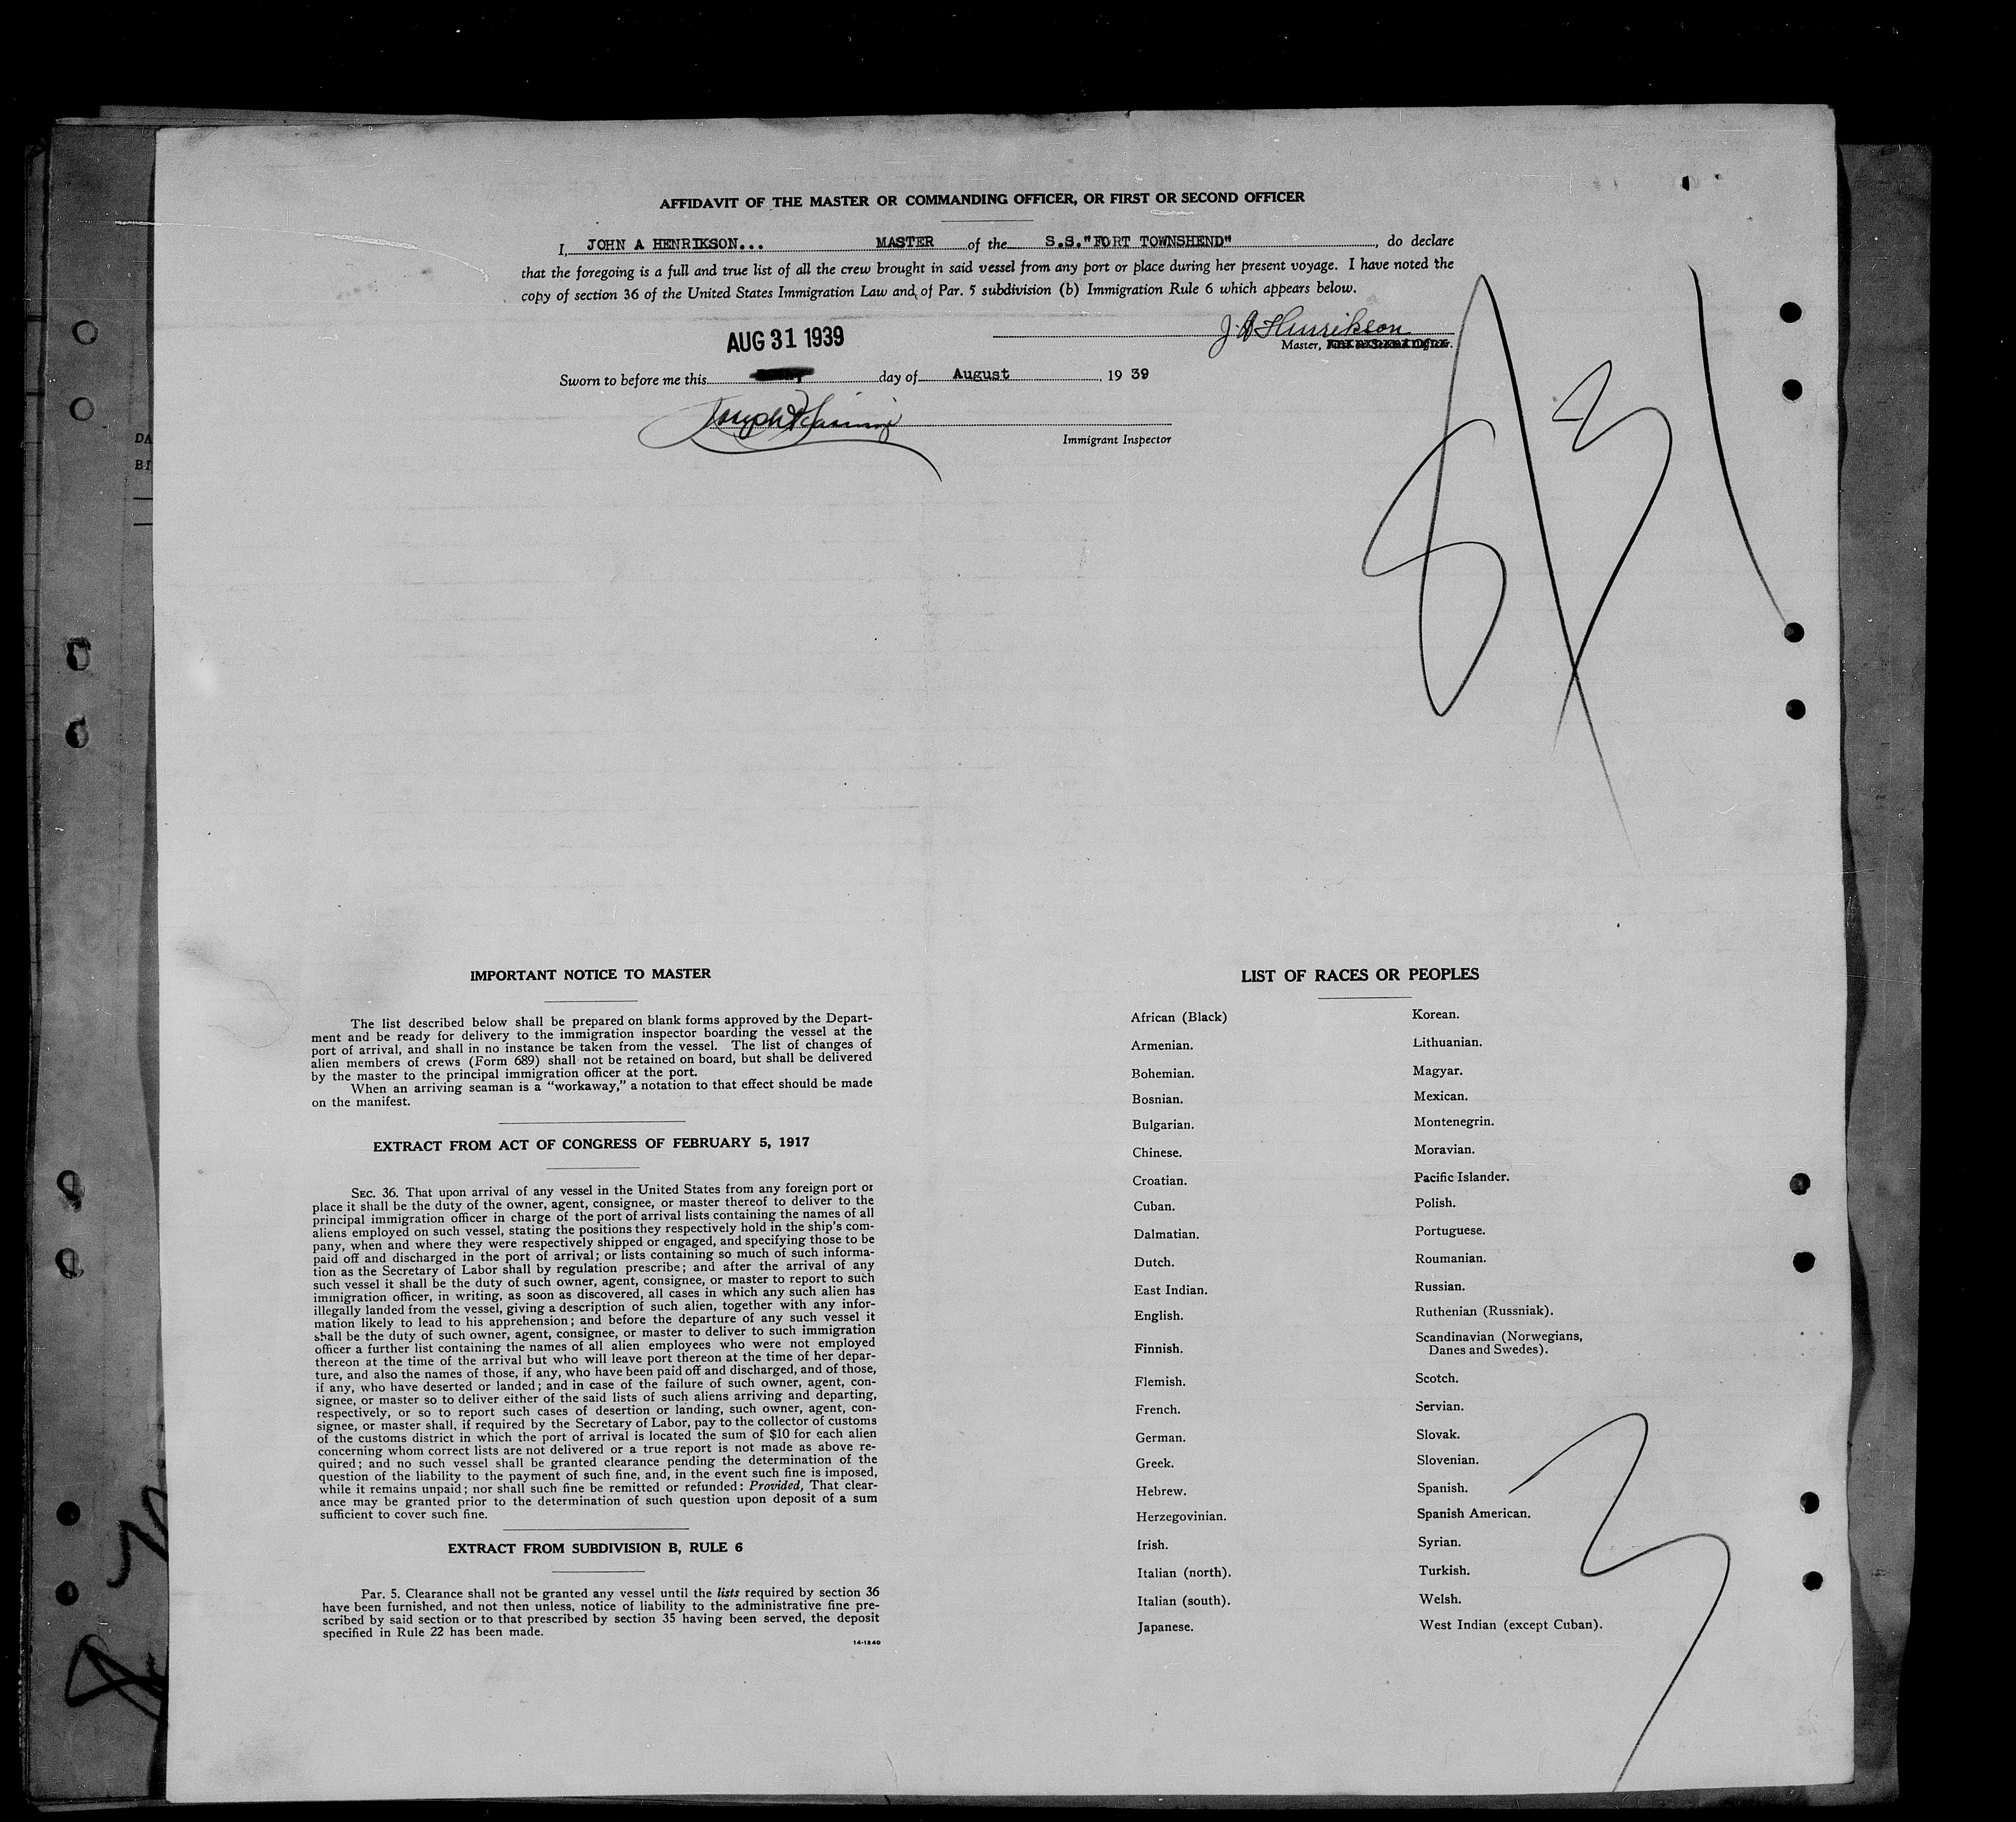 AFFIDAVIT OF THE MASTER OR COMMANDING OFFICER, OR FIRST OR SECOND OFFICER
I, JOHN A HENRIKSON... MASTER of the S.S."FORT TOWNSHEND", do declare
that the foregoing is a full and true list of all the crew brought in said vessel from any port or place during her present voyage. I have noted the
copy of section 36 of the United States Immigration Law and of Par. 5 subdivision (b) Immigration Rule 6 which appears below.
J. A Henrikson
AUG 31 1939
Master,
Sworn to before me this day of August, 19 39
Joseph
Immigrant Inspector
8/31
IMPORTANT NOTICE TO MASTER
The list described below shall be prepared on blank forms approved by the Depart-
ment and be ready for delivery to the immigration inspector boarding the vessel at the
port of arrival, and shall in no instance be taken from the vessel. The list of changes of
alien members of crews (Form 689) shall not be retained on board, but shall be delivered
by the master to the principal immigration officer at the port.
When an arriving seaman is a "workaway," a notation to that effect should be made
on the manifest.
EXTRACT FROM ACT OF CONGRESS OF FEBRUARY 5, 1917
SEC. 36. That upon arrival of any vessel in the United States from any foreign port or
place it shall be the duty of the owner, agent, consignee, or master thereof to deliver to the
principal immigration officer in charge of the port of arrival lists containing the names of all
aliens employed on such vessel, stating the positions they respectively hold in the ship's com-
pany, when and where they were respectively shipped or engaged, and specifying those to be
paid off and discharged in the port of arrival; or lists containing so much of such informa-
tion as the Secretary of Labor shall by regulation prescribe; and after the arrival of any
such vessel it shall be the duty of such owner, agent, consignee, or master to report to such
immigration officer, in writing, as soon as discovered, all cases in which any such alien has
illegally landed from the vessel, giving a description of such alien, together with any infor-
mation likely to lead to his apprehension; and before the departure of any such vessel it
shall be the duty of such owner, agent, consignee, or master to deliver to such immigration
officer a further list containing the names of all alien employees who were not employed
thereon at the time of the arrival but who will leave port thereon at the time of her depar-
ture, and also the names of those, if any, who have been paid off and discharged, and of those,
if any, who have deserted or landed; and in case of the failure of such owner, agent, con-
signee, or master so to deliver either of the said lists of such aliens arriving and departing,
respectively, or so to report such cases of desertion or landing, such owner, agent, con-
signee, or master shall, if required by the Secretary of Labor, pay to the collector of customs
of the customs district in which the port of arrival is located the sum of $10 for each alien
concerning whom correct lists are not delivered or a true report is not made as above re-
quired; and no such vessel shall be granted clearance pending the determination of the
question of the liability to the payment of such fine, and, in the event such fine is imposed,
while it remains unpaid; nor shall such fine be remitted or refunded: Provided, That clear-
ance may be granted prior to the determination of such question upon deposit of a sum
sufficient to cover such fine.
EXTRACT FROM SUBDIVISION B, RULE 6
Par. 5. Clearance shall not be granted any vessel until the lists required by section 36
have been furnished, and not then unless, notice of liability to the administrative fine pre-
scribed by said section or to that prescribed by section 35 having been served, the deposit
specified in Rule 22 has been made.
14-1240
LIST OF RACES OR PEOPLES
African (Black)
Armenian.
Bohemian.
Bosnian.
Bulgarian.
Chinese.
Croatian.
Cuban.
Dalmatian.
Dutch.
East Indian.
English.
Finnish.
Flemish.
French.
German.
Greek.
Hebrew.
Herzegovinian.
Irish.
Italian (north).
Italian (south).
Japanese.
Korean.
Lithuanian.
Magyar.
Mexican.
Montenegrin.
Moravian.
Pacific Islander.
Polish.
Portuguese.
Roumanian.
Russian.
Ruthenian (Russniak).
Scandinavian (Norwegians,
Danes and Swedes).
Scotch.
Servian.
Slovak.
Slovenian.
Spanish.
Spanish American.
Syrian.
Turkish.
Welsh.
West Indian (except Cuban).
3
DA
BI